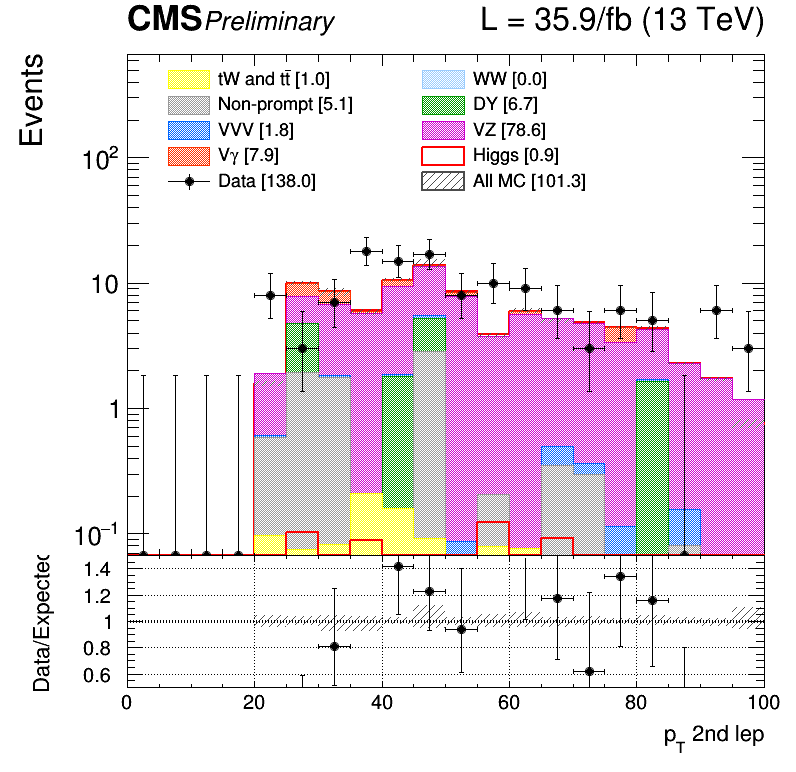 CMS Preliminary L = 35.9/fb (13 TeV)
Events
tW and tt̄ [1.0] WW [0.0]
Non-prompt [5.1] DY [6.7]
VVV [1.8] VZ [78.6]
Vγ [7.9] Higgs [0.9]
Data [138.0] All MC [101.3]
10²
10
1
10⁻¹
Data/Expected
1.4
1.2
1
0.8
0.6
0 20 40 60 80 100
p_T 2nd lep